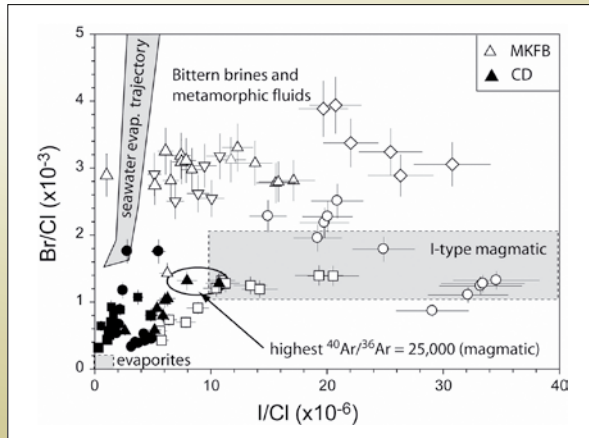 5
4
3
2
1
0
Br/Cl (x10-3)
seawater evap. trajectory
Bittern brines and
metamorphic fluids
△ MKFB
▲ CD
I-type magmatic
highest 40Ar/36Ar = 25,000 (magmatic)
evaporites
0 10 20 30 40
I/Cl (x10-6)